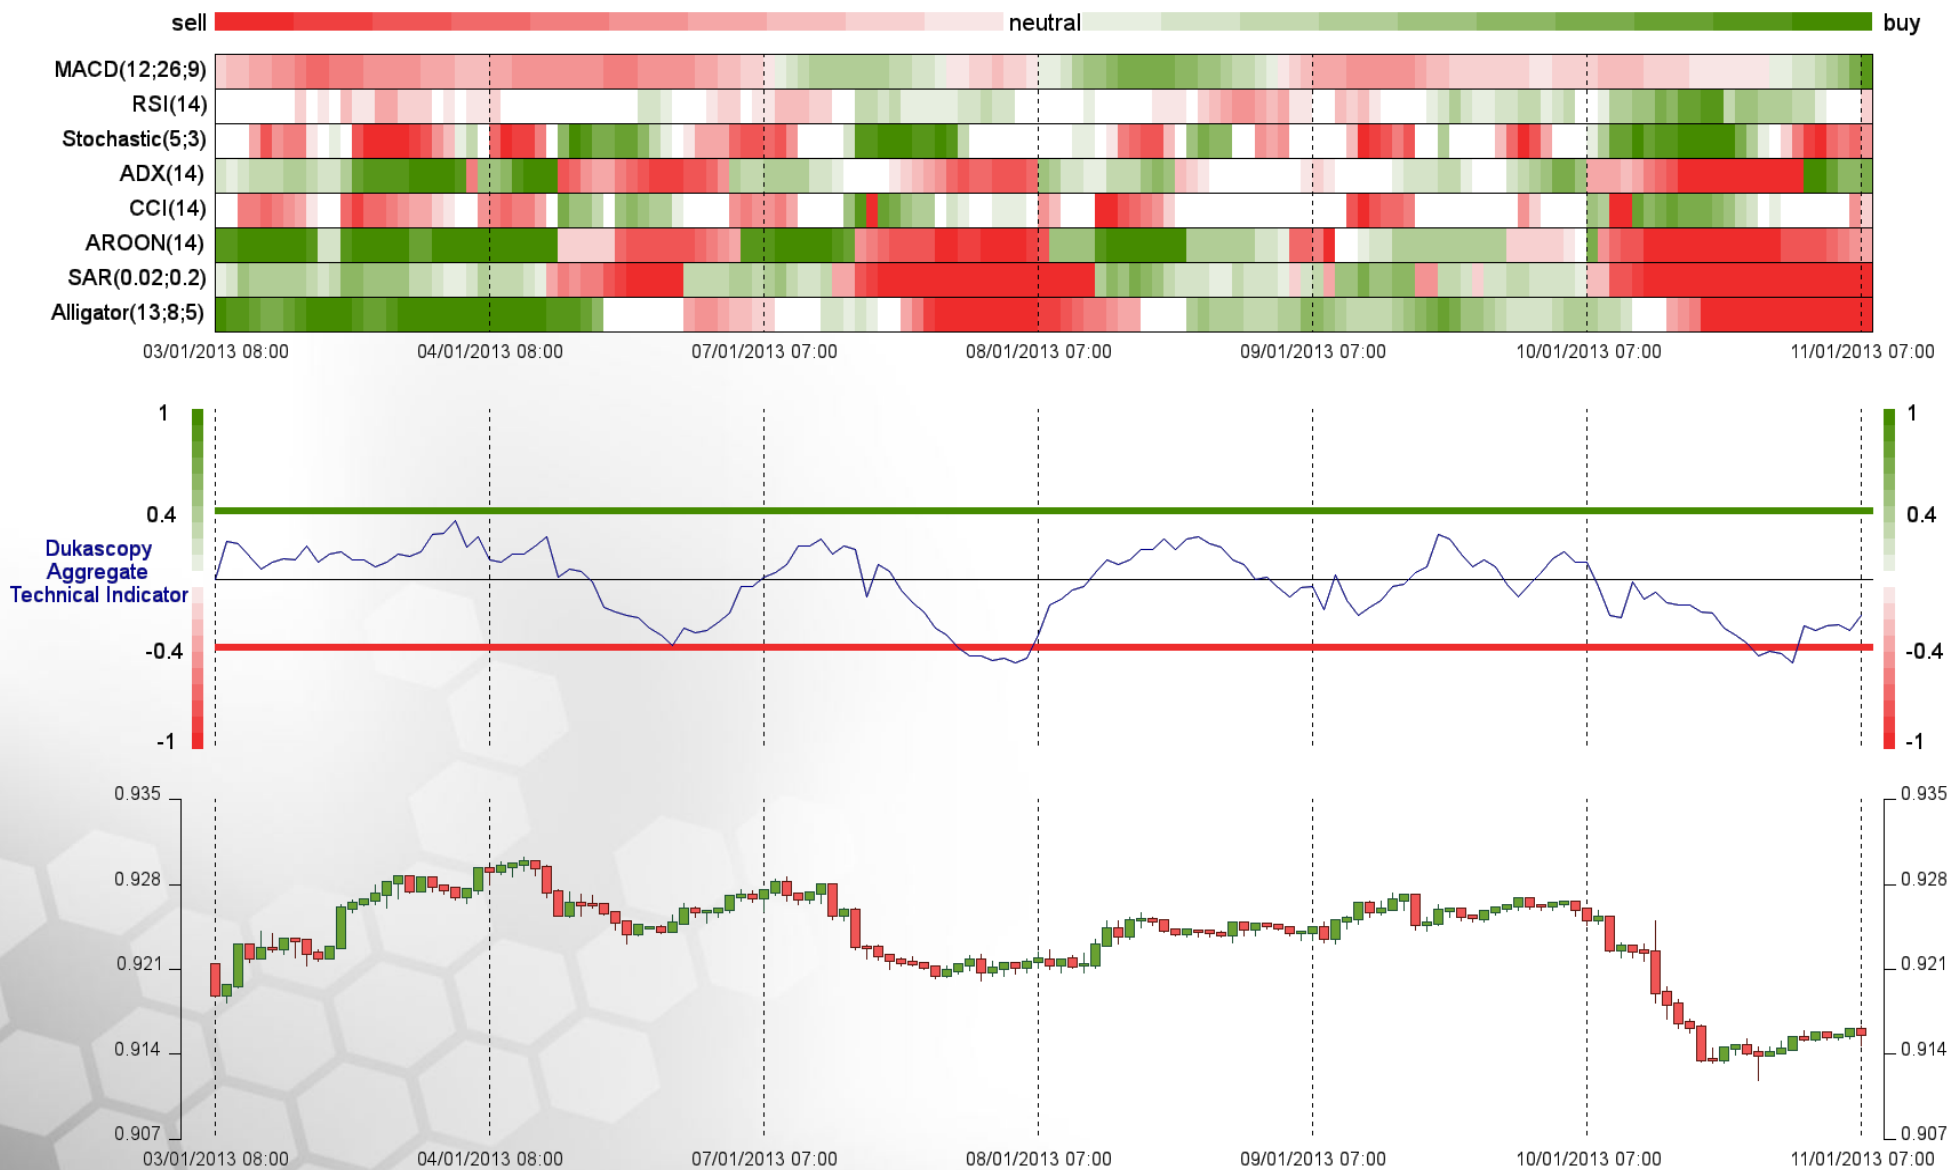 sell neutral buy
MACD(12;26;9)
RSI(14)
Stochastic(5;3)
ADX(14)
CCI(14)
AROON(14)
SAR(0.02;0.2)
Alligator(13;8;5)
03/01/2013 08:00 04/01/2013 08:00 07/01/2013 07:00 08/01/2013 07:00 09/01/2013 07:00 10/01/2013 07:00 11/01/2013 07:00
1 1
0.4 0.4
Dukascopy
Aggregate
Technical Indicator
-0.4 -0.4
-1 -1
0.935 0.935
0.928 0.928
0.921 0.921
0.914 0.914
0.907 0.907
03/01/2013 08:00 04/01/2013 08:00 07/01/2013 07:00 08/01/2013 07:00 09/01/2013 07:00 10/01/2013 07:00 11/01/2013 07:00